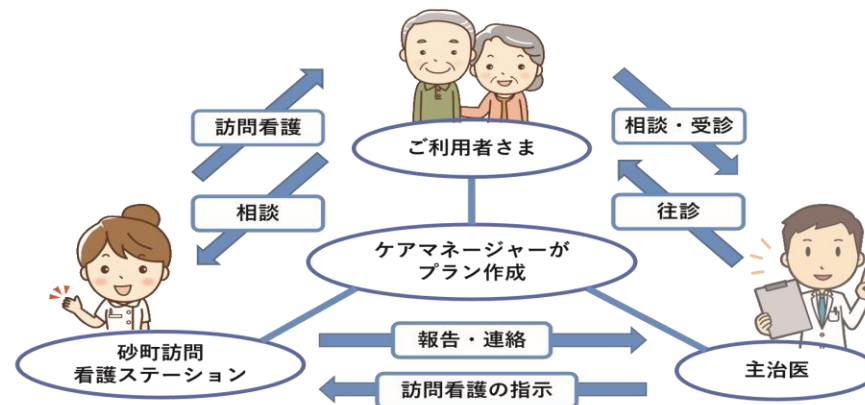 訪問看護
相談・受診
ご利用者さま
相談
往診
ケアマネージャーが
プラン作成
報告・連絡
砂町訪問
看護ステーション
主治医
訪問看護の指示